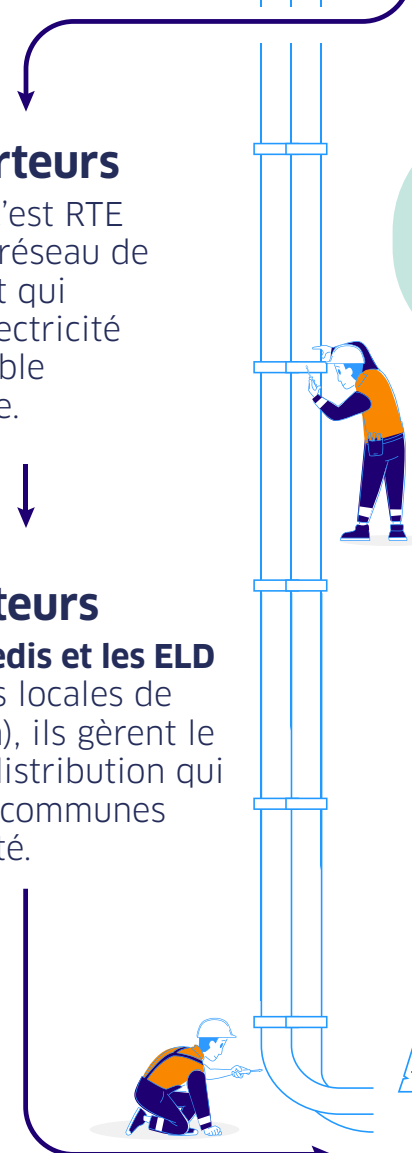 rteurs
'est RTE
réseau de
t qui
ectricité
ble
e.
teurs
edis et les ELD
s locales de
n), ils gèrent le
distribution qui
communes
té.